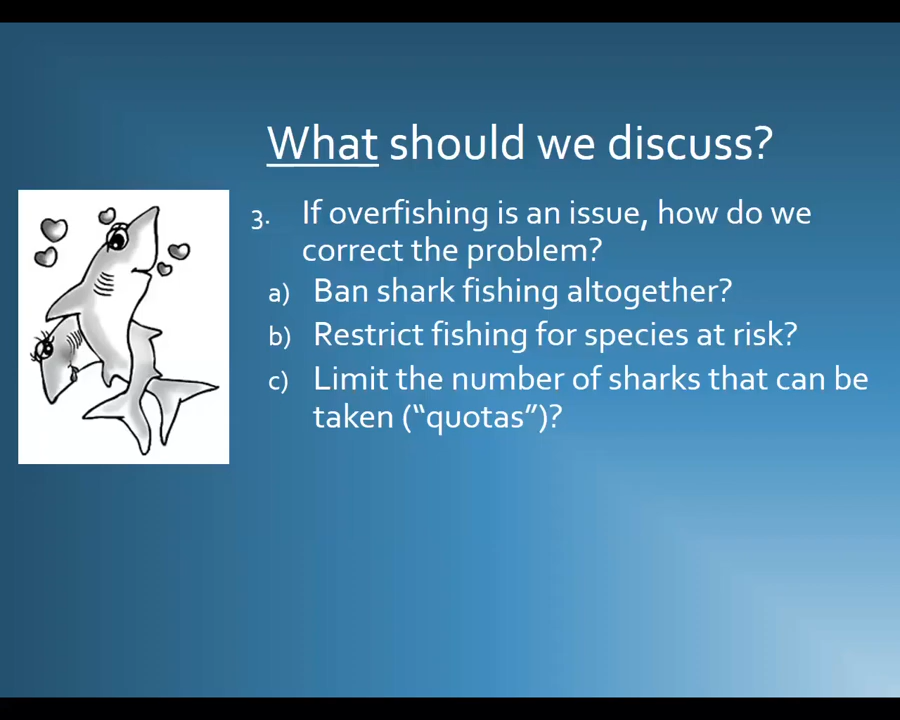 What should we discuss?
3. If overfishing is an issue, how do we
correct the problem?
a) Ban shark fishing altogether?
b) Restrict fishing for species at risk?
c) Limit the number of sharks that can be
taken (“quotas”)?